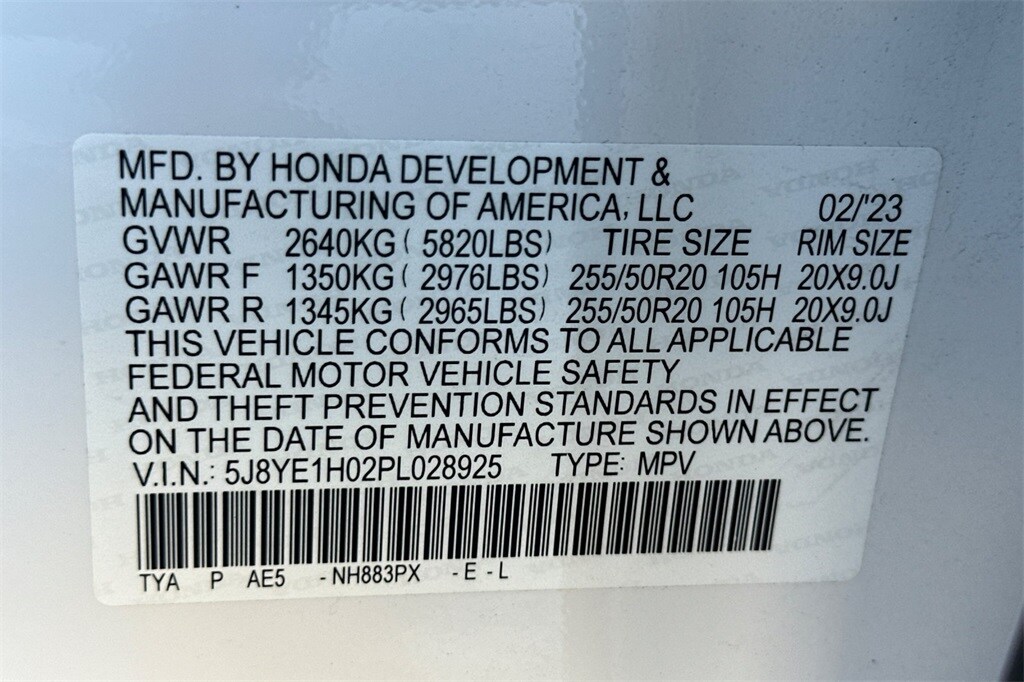 MFD. BY HONDA DEVELOPMENT &
MANUFACTURING OF AMERICA, LLC 02/'23
GVWR 2640KG ( 5820LBS) TIRE SIZE RIM SIZE
GAWR F 1350KG ( 2976LBS) 255/50R20 105H 20X9.0J
GAWR R 1345KG ( 2965LBS) 255/50R20 105H 20X9.0J
THIS VEHICLE CONFORMS TO ALL APPLICABLE
FEDERAL MOTOR VEHICLE SAFETY
AND THEFT PREVENTION STANDARDS IN EFFECT
ON THE DATE OF MANUFACTURE SHOWN ABOVE.
V.I.N.: 5J8YE1H02PL028925 TYPE: MPV
TYA P AE5 - NH883PX - E - L